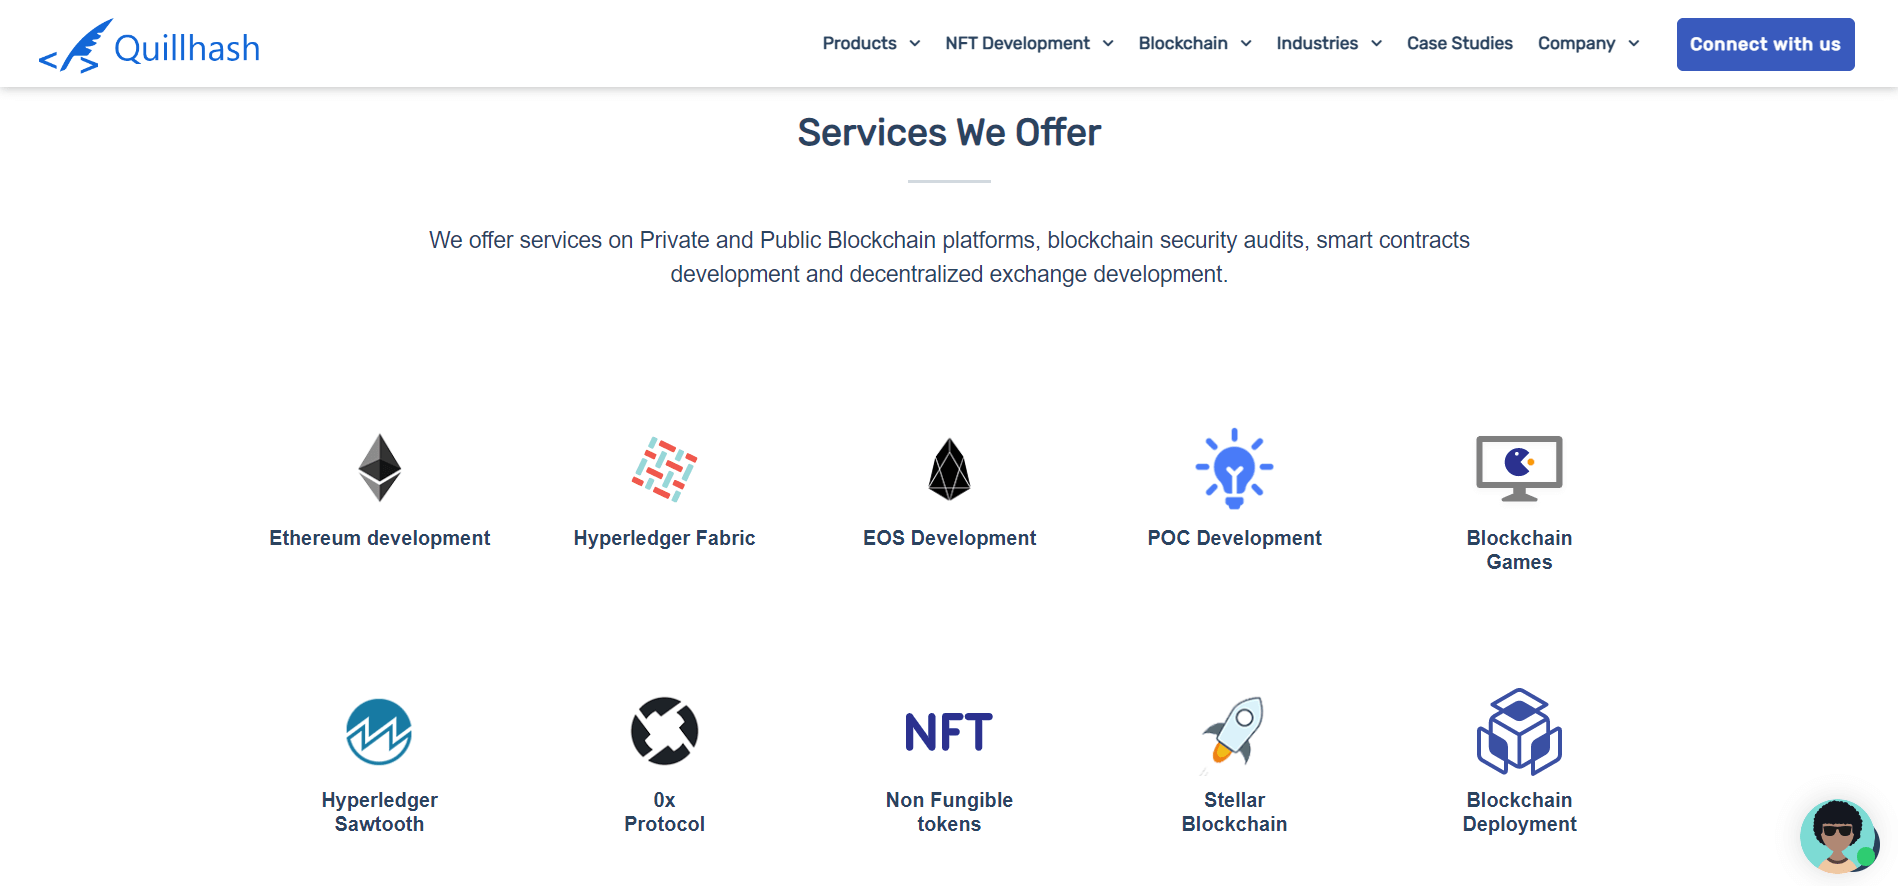 Quillhash
Products
NFT Development
Blockchain
Industries
Case Studies
Company
Connect with us
Services We Offer
We offer services on Private and Public Blockchain platforms, blockchain security audits, smart contracts
development and decentralized exchange development.
Ethereum development
Hyperledger Fabric
EOS Development
POC Development
Blockchain
Games
NFT
Hyperledger
Sawtooth
0x
Protocol
Non Fungible
tokens
Stellar
Blockchain
Blockchain
Deployment